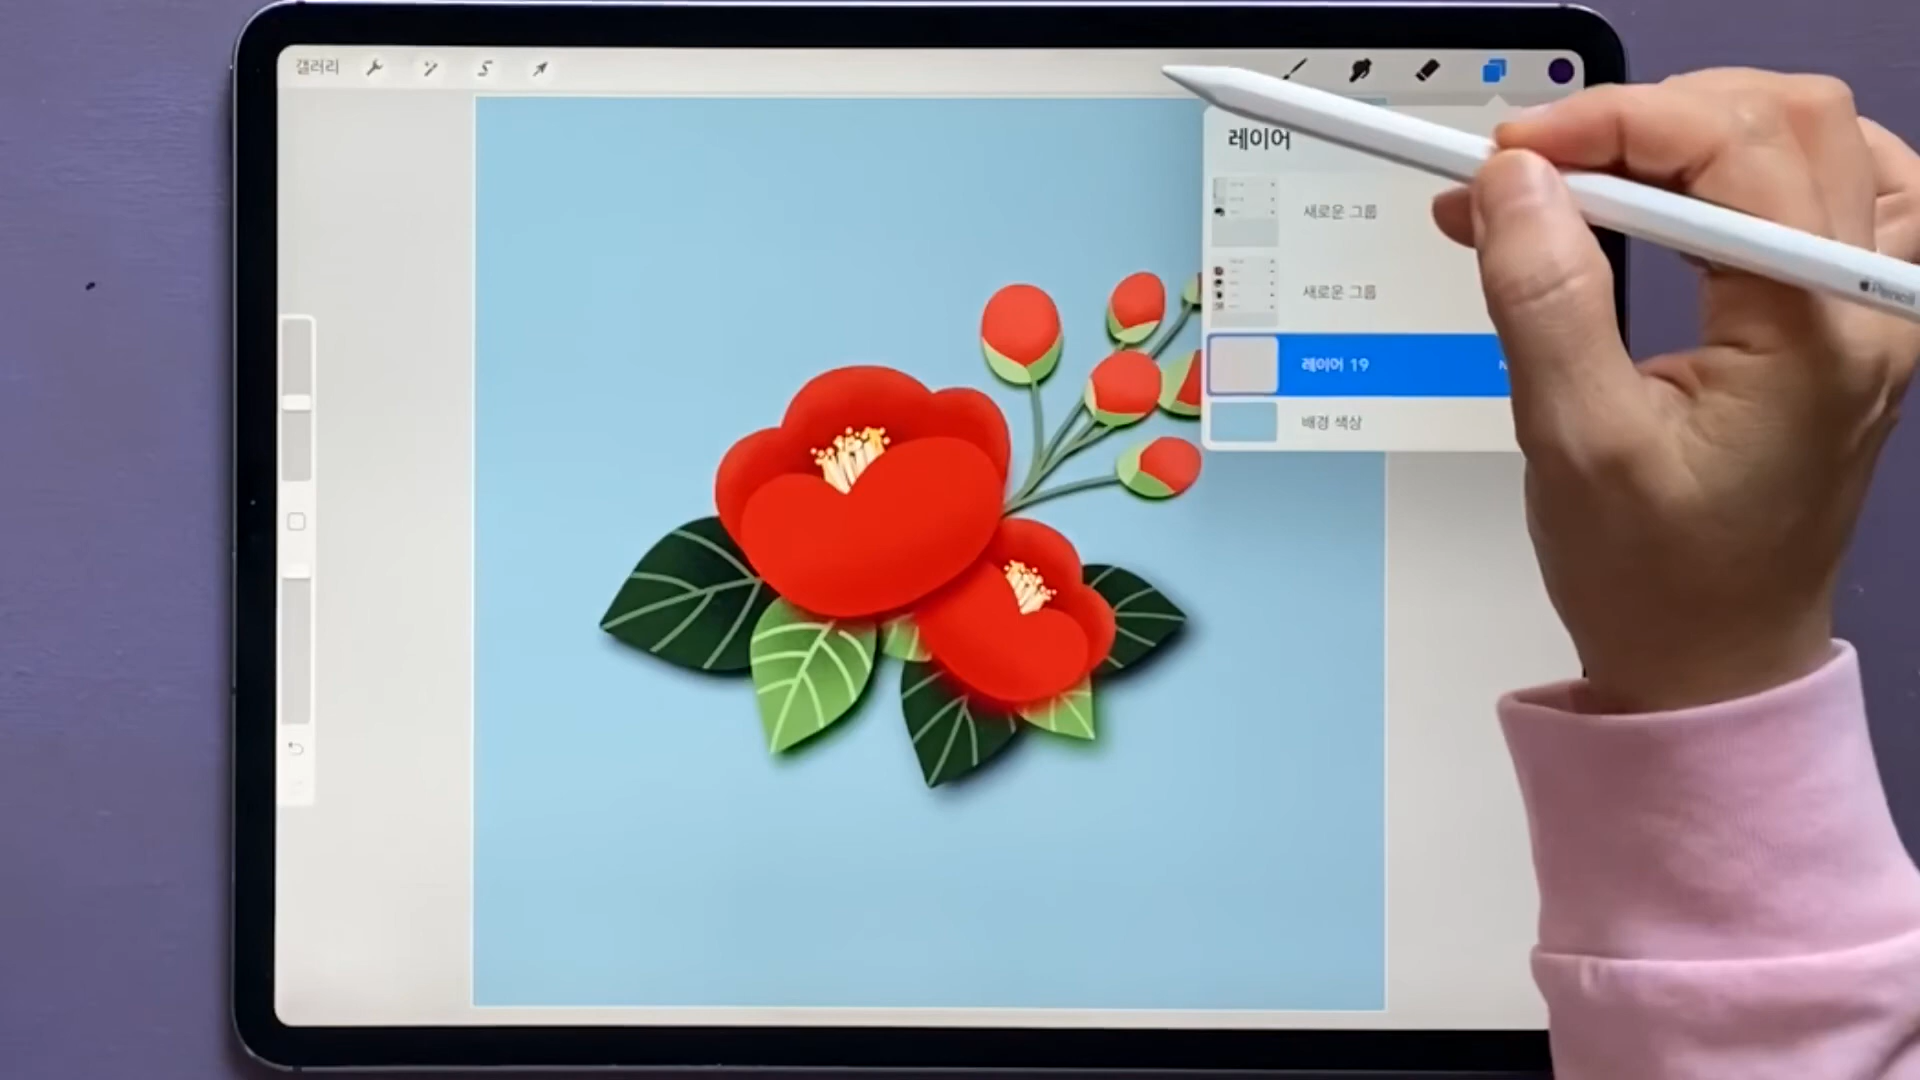 갤러리
레이어
새로운 그룹
새로운 그룹
레이어 19
N
배경 색상
Pencil